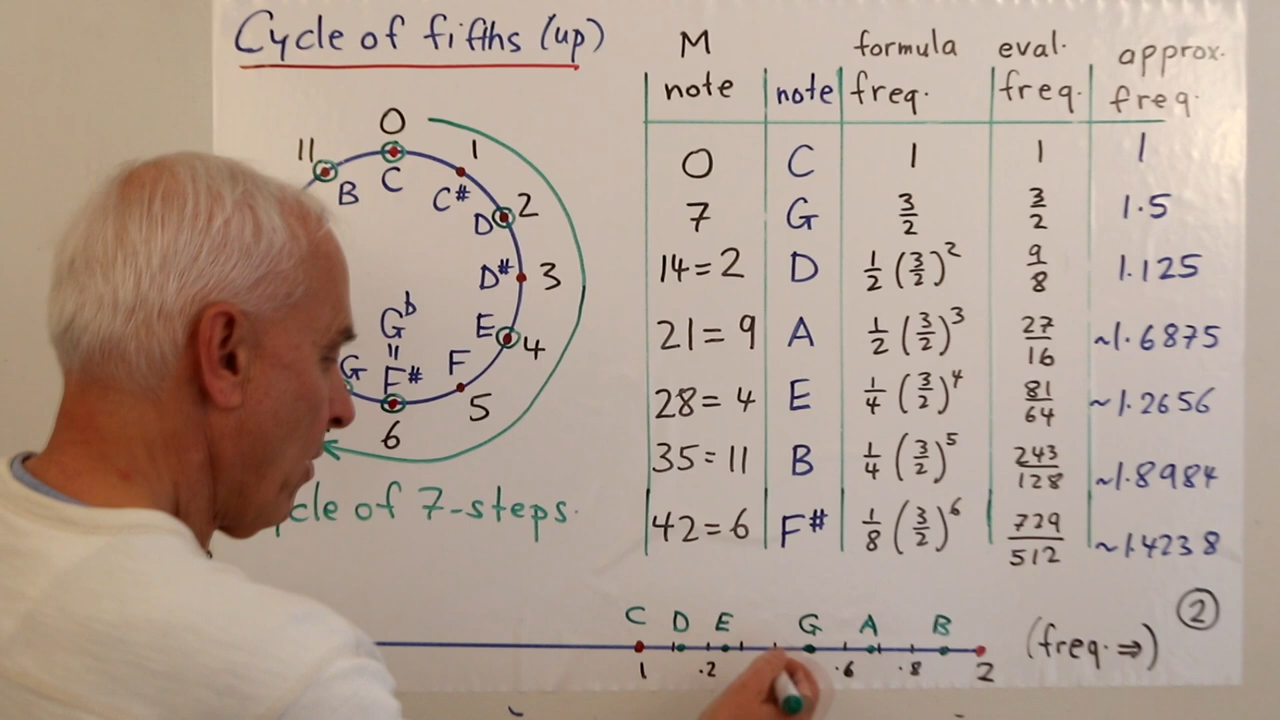 Cycle of fifths (up)
0
11
1
B
C
C#
2
D
D#
3
E
4
F
5
G
G♭
=
F#
6
cle of 7-steps.
M note | note | formula freq. | eval. freq. | approx. freq.
0 | C | 1 | 1 | 1
7 | G | 3/2 | 3/2 | 1.5
14=2 | D | 1/2 (3/2)² | 9/8 | 1.125
21=9 | A | 1/2 (3/2)³ | 27/16 | ~1.6875
28=4 | E | 1/4 (3/2)⁴ | 81/64 | ~1.2656
35=11 | B | 1/4 (3/2)⁵ | 243/128 | ~1.8984
42=6 | F# | 1/8 (3/2)⁶ | 729/512 | ~1.4238
C D E G A B
1 .2 .6 .8 2
(freq. ⇒)
2